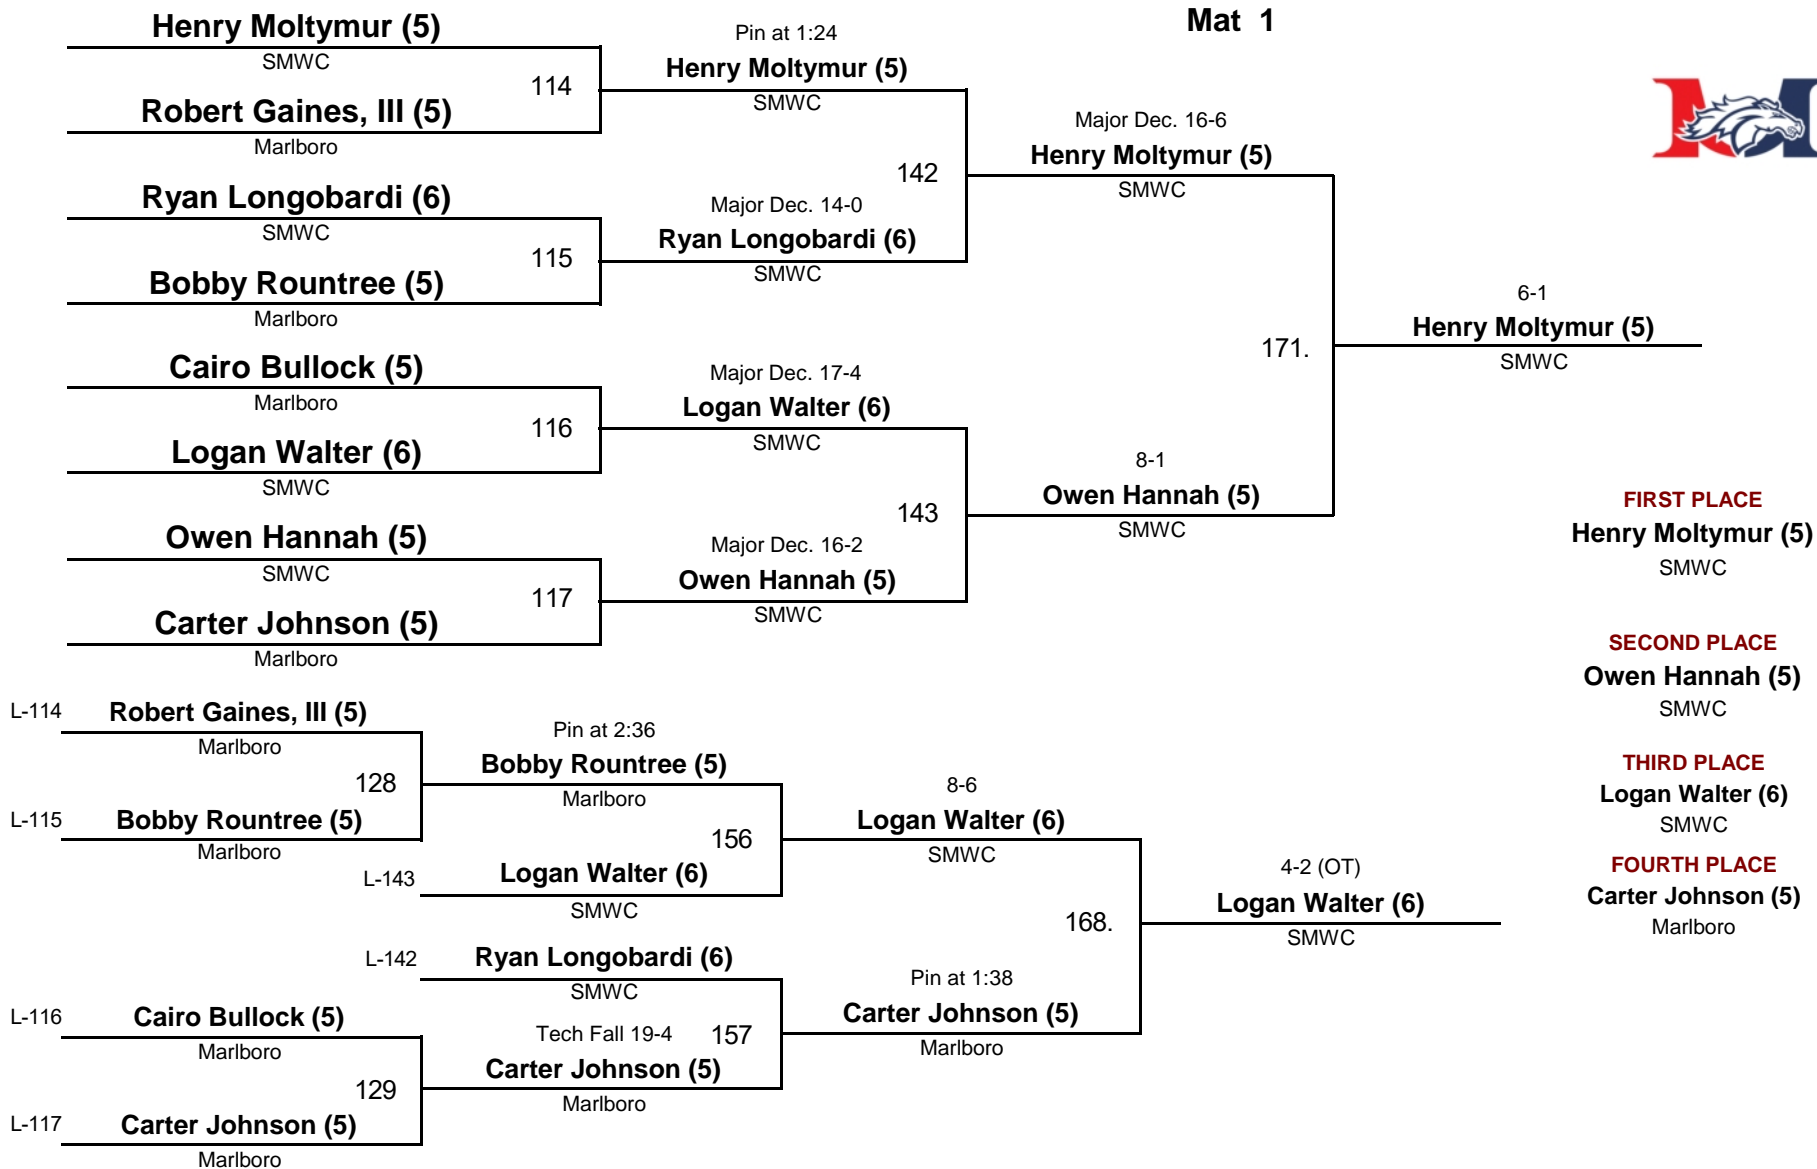 Mat 1
Henry Moltymur (5)
SMWC
114
Robert Gaines, III (5)
Marlboro
Ryan Longobardi (6)
SMWC
115
Bobby Rountree (5)
Marlboro
Cairo Bullock (5)
Marlboro
116
Logan Walter (6)
SMWC
Owen Hannah (5)
SMWC
117
Carter Johnson (5)
Marlboro
Pin at 1:24
Henry Moltymur (5)
SMWC
142
Major Dec. 14-0
Ryan Longobardi (6)
SMWC
Major Dec. 17-4
Logan Walter (6)
SMWC
143
Major Dec. 16-2
Owen Hannah (5)
SMWC
Major Dec. 16-6
Henry Moltymur (5)
SMWC
171.
8-1
Owen Hannah (5)
SMWC
6-1
Henry Moltymur (5)
SMWC
FIRST PLACE
Henry Moltymur (5)
SMWC
SECOND PLACE
Owen Hannah (5)
SMWC
THIRD PLACE
Logan Walter (6)
SMWC
FOURTH PLACE
Carter Johnson (5)
Marlboro
L-114
Robert Gaines, III (5)
Marlboro
128
L-115
Bobby Rountree (5)
Marlboro
Pin at 2:36
Bobby Rountree (5)
Marlboro
156
L-143
Logan Walter (6)
SMWC
L-142
Ryan Longobardi (6)
SMWC
157
L-116
Cairo Bullock (5)
Marlboro
129
L-117
Carter Johnson (5)
Marlboro
Tech Fall 19-4
Carter Johnson (5)
Marlboro
8-6
Logan Walter (6)
SMWC
168.
Pin at 1:38
Carter Johnson (5)
Marlboro
4-2 (OT)
Logan Walter (6)
SMWC